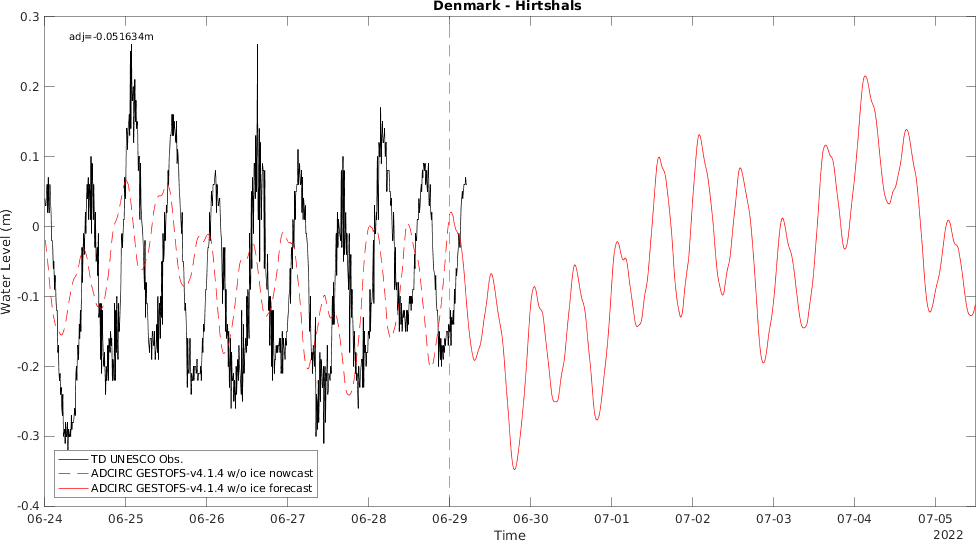 Denmark - Hirtshals
adj=-0.051634m
0.3
0.2
0.1
0
-0.1
-0.2
-0.3
-0.4
Water Level (m)
TD UNESCO Obs.
ADCIRC GESTOFS-v4.1.4 w/o ice nowcast
ADCIRC GESTOFS-v4.1.4 w/o ice forecast
06-24 06-25 06-26 06-27 06-28 06-29 06-30 07-01 07-02 07-03 07-04 07-05
Time
2022